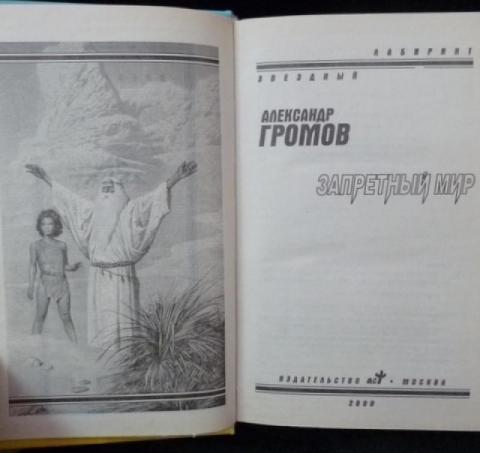 ЗВЕЗДНЫЙ ЛАБИРИНТ
АЛЕКСАНДР
ГРОМОВ
ЗАПРЕТНЫЙ МИР
ИЗДАТЕЛЬСТВО АСТ • МОСКВА
2000